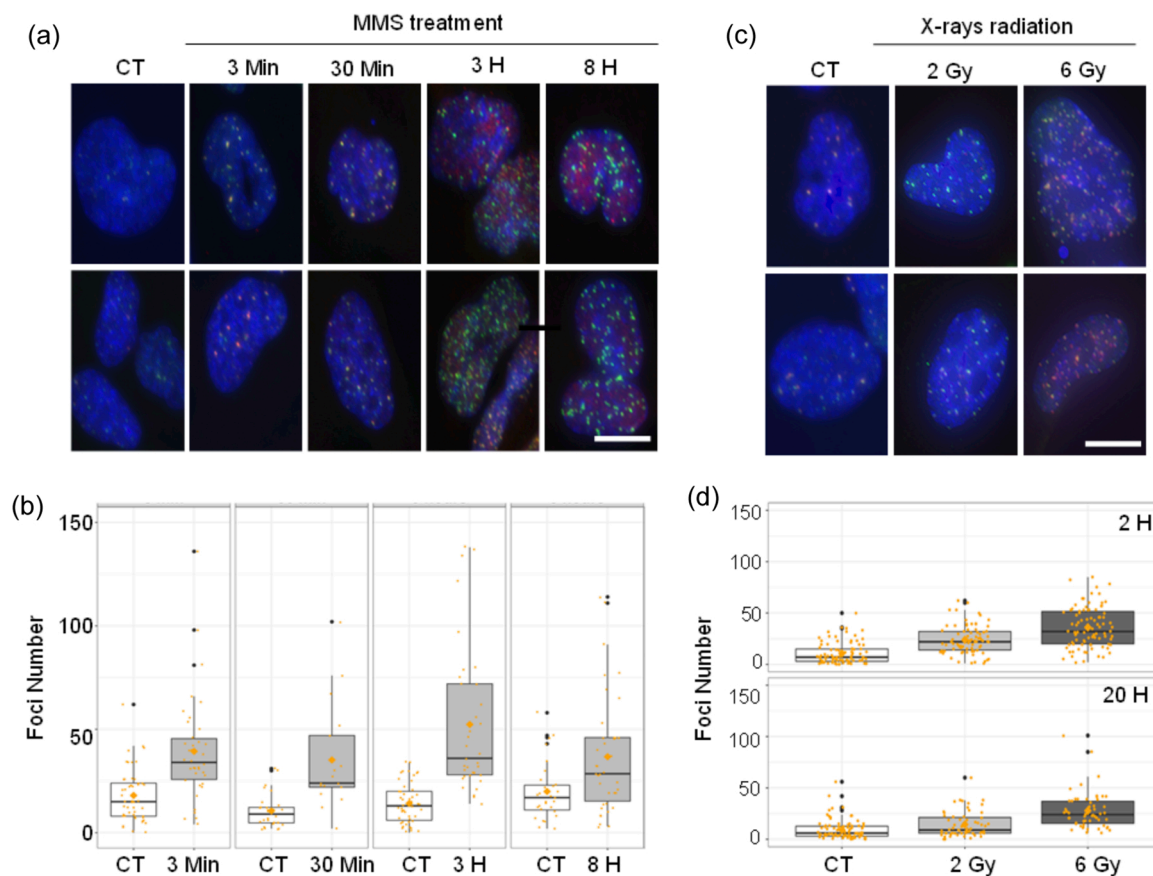 (a)
MMS treatment
CT 3 Min 30 Min 3 H 8 H
(c)
X-rays radiation
CT 2 Gy 6 Gy
(b)
Foci Number
150
100
50
0
CT 3 Min CT 30 Min CT 3 H CT 8 H
(d)
Foci Number
150
100
50
0
2 H
150
100
50
0
20 H
CT 2 Gy 6 Gy